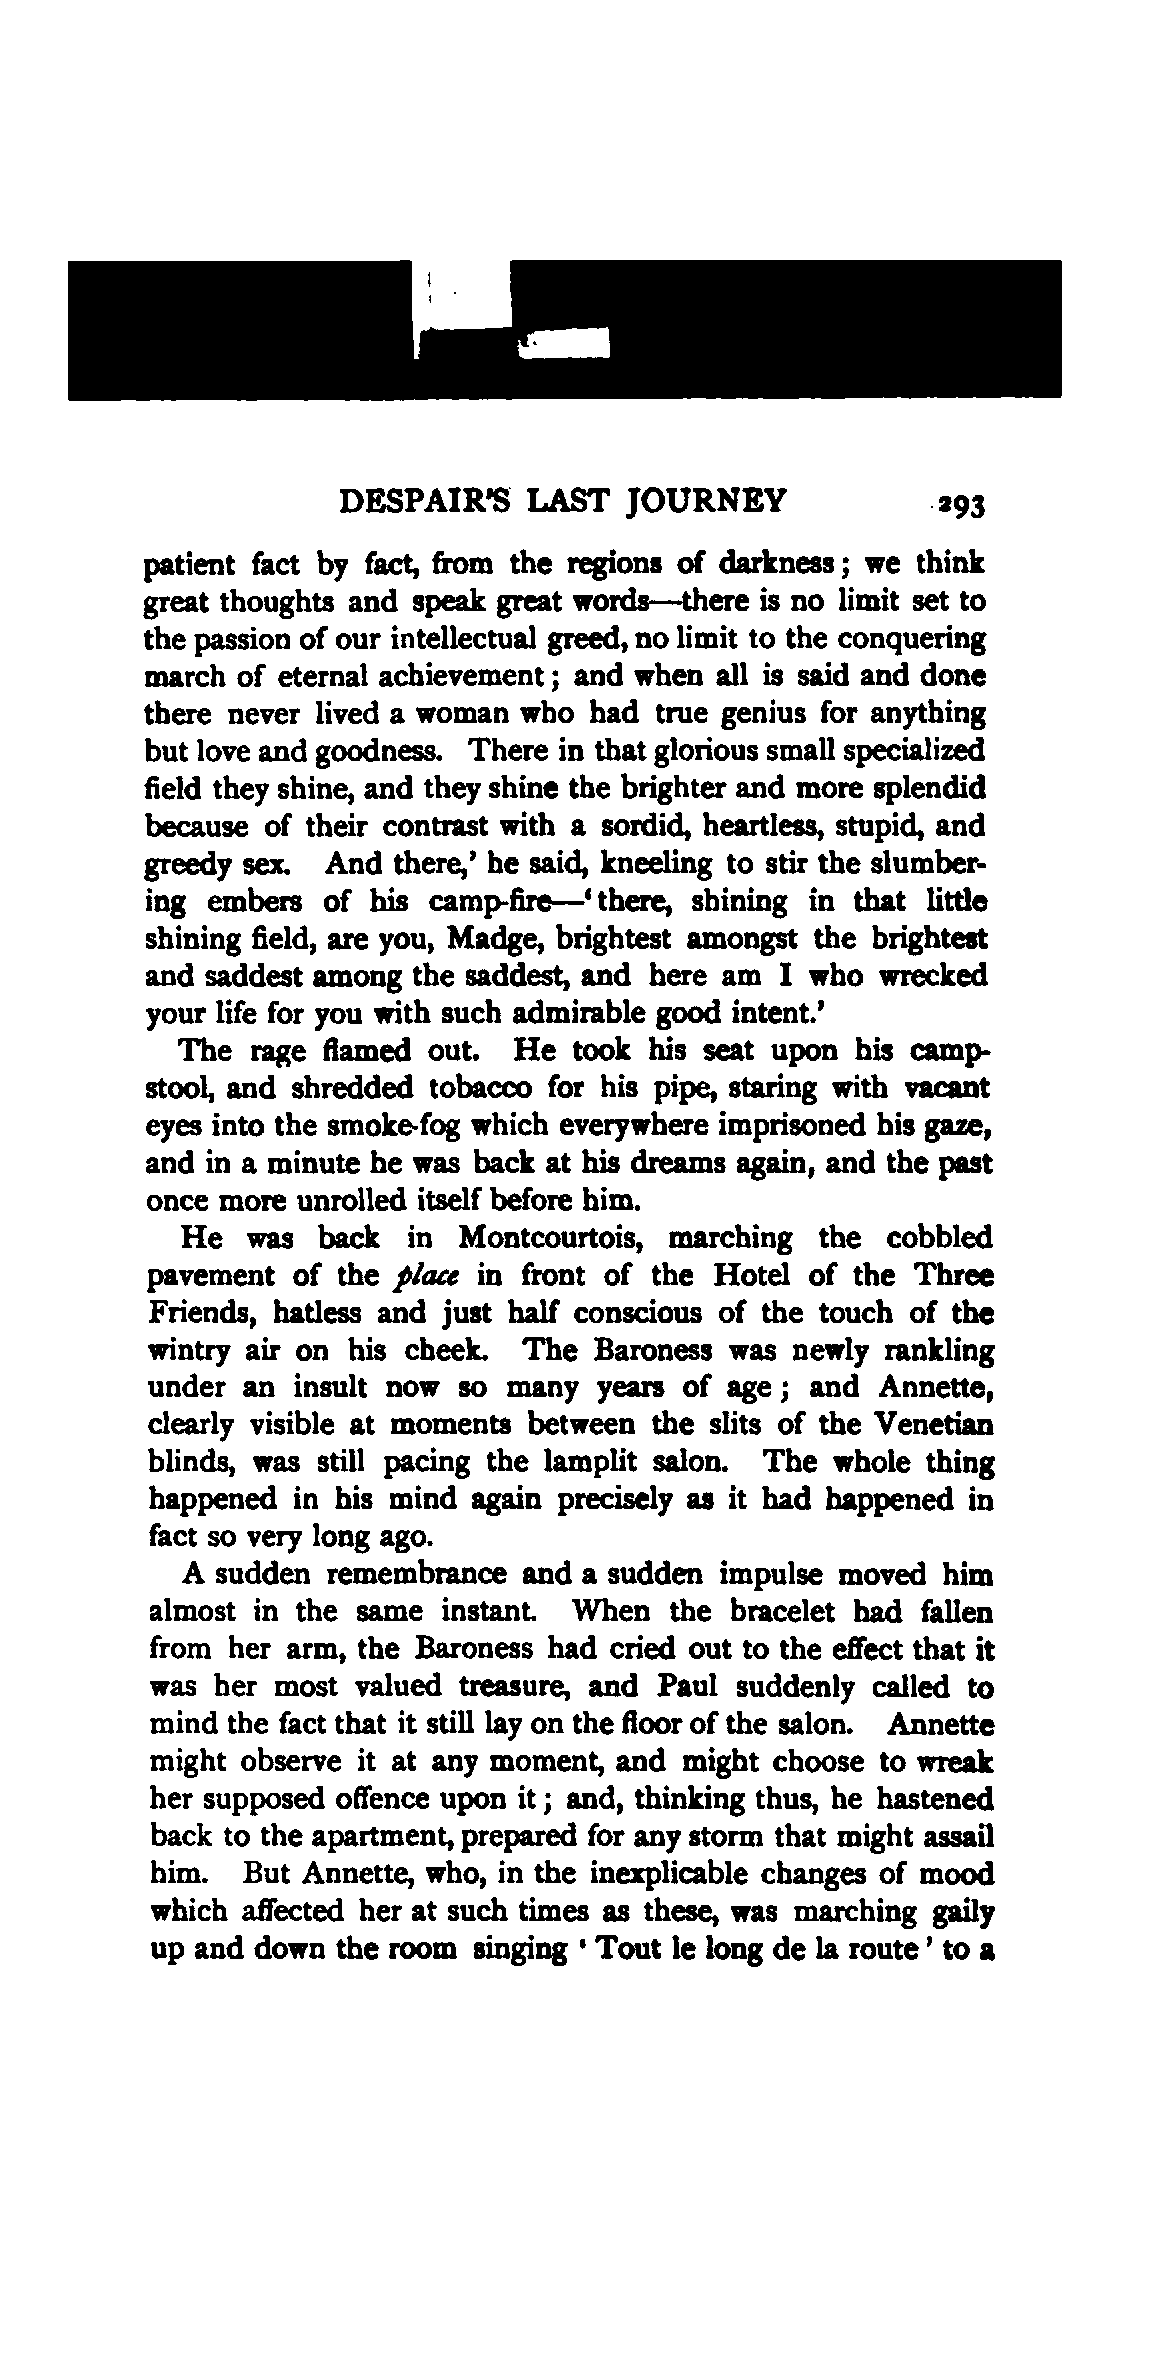 DESPAIR'S LAST JOURNEY 293
patient fact by fact, from the regions of darkness; we think
great thoughts and speak great words—there is no limit set to
the passion of our intellectual greed, no limit to the conquering
march of eternal achievement; and when all is said and done
there never lived a woman who had true genius for anything
but love and goodness. There in that glorious small specialized
field they shine, and they shine the brighter and more splendid
because of their contrast with a sordid, heartless, stupid, and
greedy sex. And there,' he said, kneeling to stir the slumber-
ing embers of his camp-fire—'there, shining in that little
shining field, are you, Madge, brightest amongst the brightest
and saddest among the saddest, and here am I who wrecked
your life for you with such admirable good intent.'
The rage flamed out. He took his seat upon his camp-
stool, and shredded tobacco for his pipe, staring with vacant
eyes into the smoke-fog which everywhere imprisoned his gaze,
and in a minute he was back at his dreams again, and the past
once more unrolled itself before him.
He was back in Montcourtois, marching the cobbled
pavement of the place in front of the Hotel of the Three
Friends, hatless and just half conscious of the touch of the
wintry air on his cheek. The Baroness was newly rankling
under an insult now so many years of age; and Annette,
clearly visible at moments between the slits of the Venetian
blinds, was still pacing the lamplit salon. The whole thing
happened in his mind again precisely as it had happened in
fact so very long ago.
A sudden remembrance and a sudden impulse moved him
almost in the same instant. When the bracelet had fallen
from her arm, the Baroness had cried out to the effect that it
was her most valued treasure, and Paul suddenly called to
mind the fact that it still lay on the floor of the salon. Annette
might observe it at any moment, and might choose to wreak
her supposed offence upon it; and, thinking thus, he hastened
back to the apartment, prepared for any storm that might assail
him. But Annette, who, in the inexplicable changes of mood
which affected her at such times as these, was marching gaily
up and down the room singing 'Tout le long de la route' to a